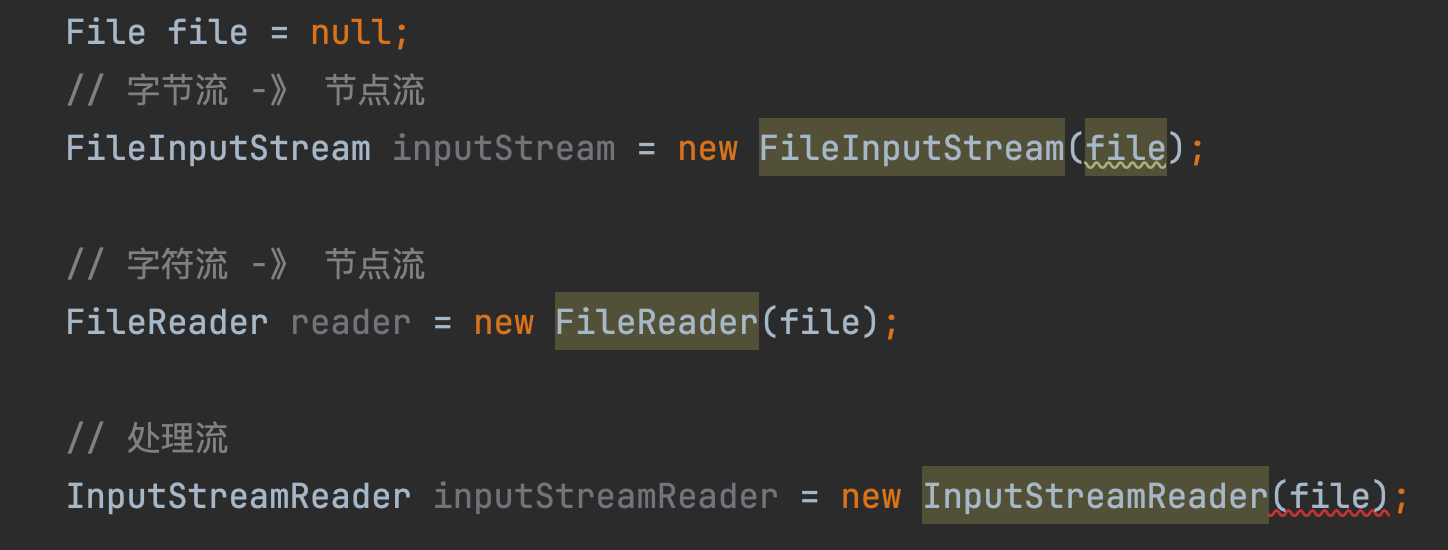 File file = null;
// 字节流 -》 节点流
FileInputStream inputStream = new FileInputStream(file);
// 字符流 -》 节点流
FileReader reader = new FileReader(file);
// 处理流
InputStreamReader inputStreamReader = new InputStreamReader(file);